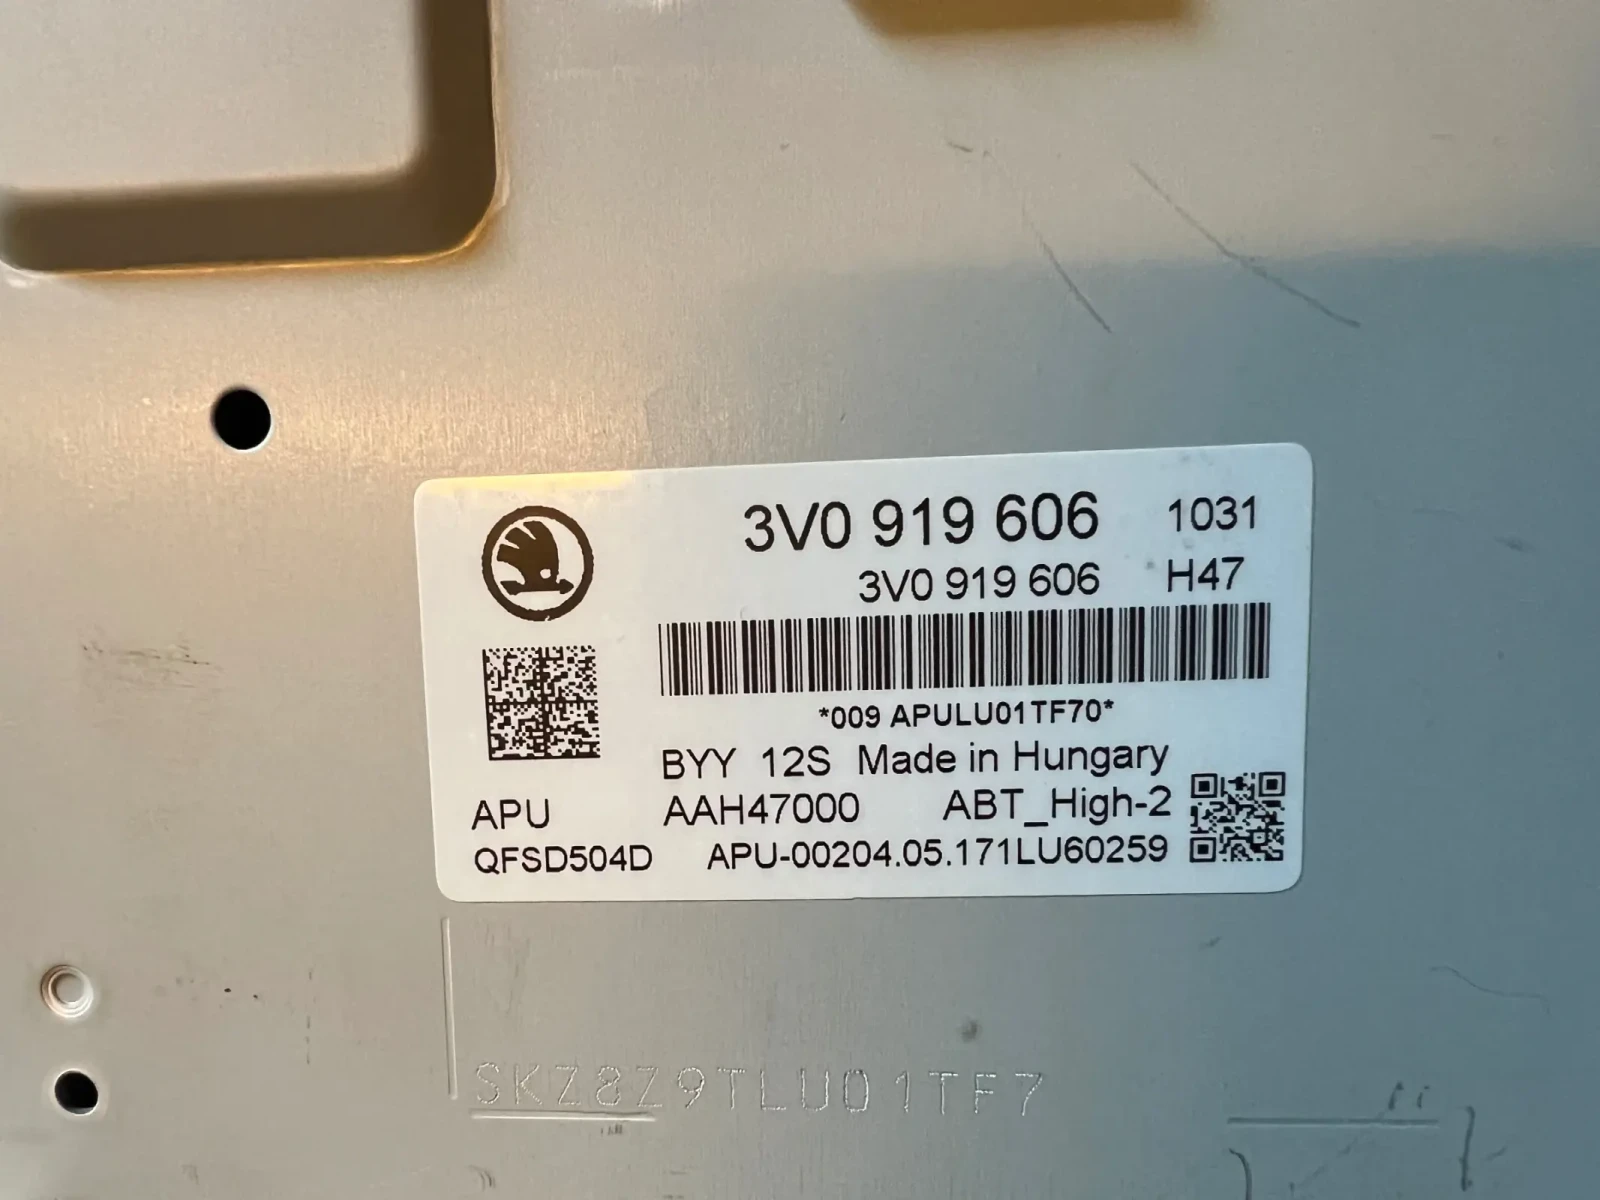 3V0 919 606 1031
3V0 919 606 H47
*009 APULU01TF70*
BYY 12S Made in Hungary
APU AAH47000 ABT_High-2
QFSD504D APU-00204.05.171LU60259
SKZ8Z9TLU01TF7